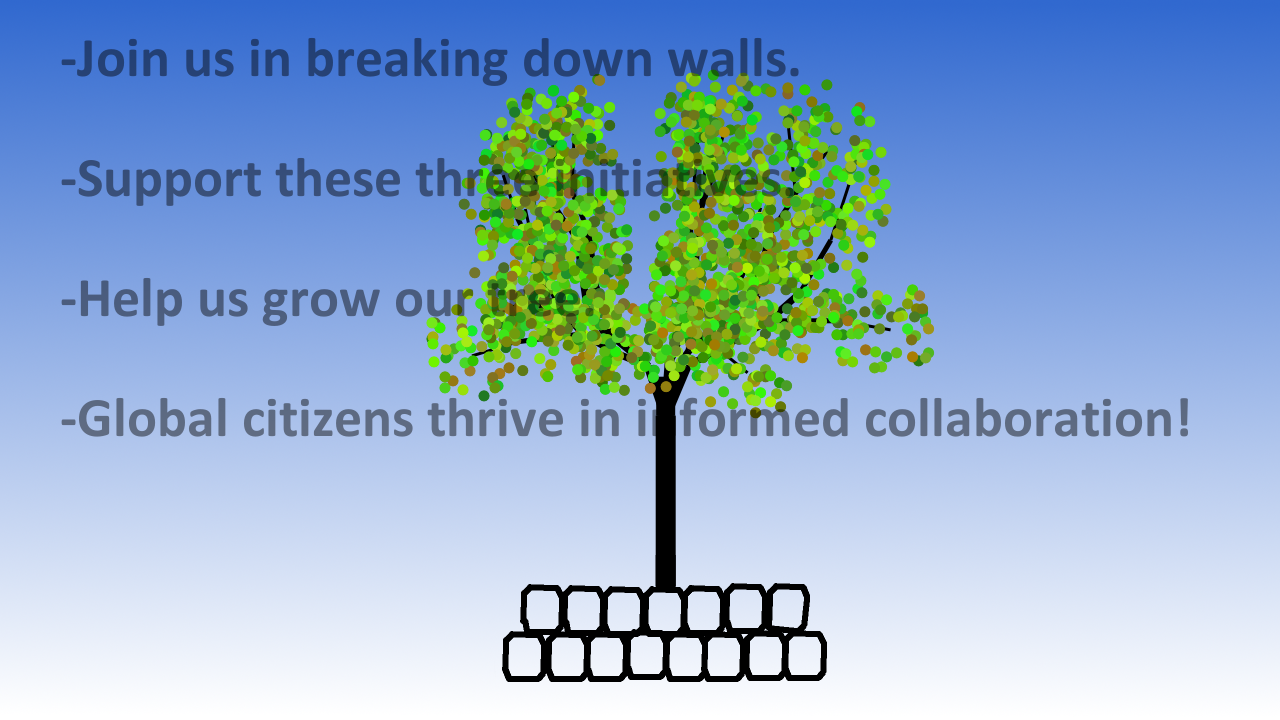 -Join us in breaking down walls.
-Support these three initiatives.
-Help us grow our tree
-Global citizens thrive in informed collaboration!